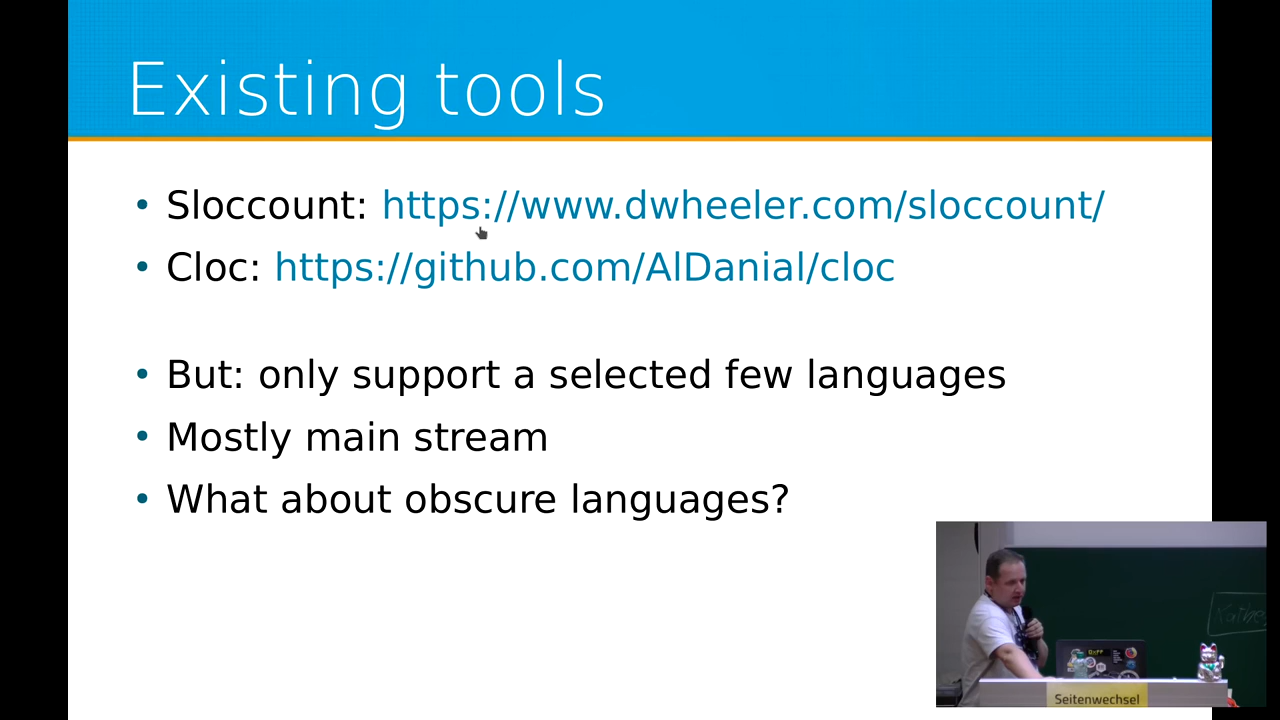 Existing tools
• Sloccount: https://www.dwheeler.com/sloccount/
• Cloc: https://github.com/AlDanial/cloc
• But: only support a selected few languages
• Mostly main stream
• What about obscure languages?
Seitenwechsel